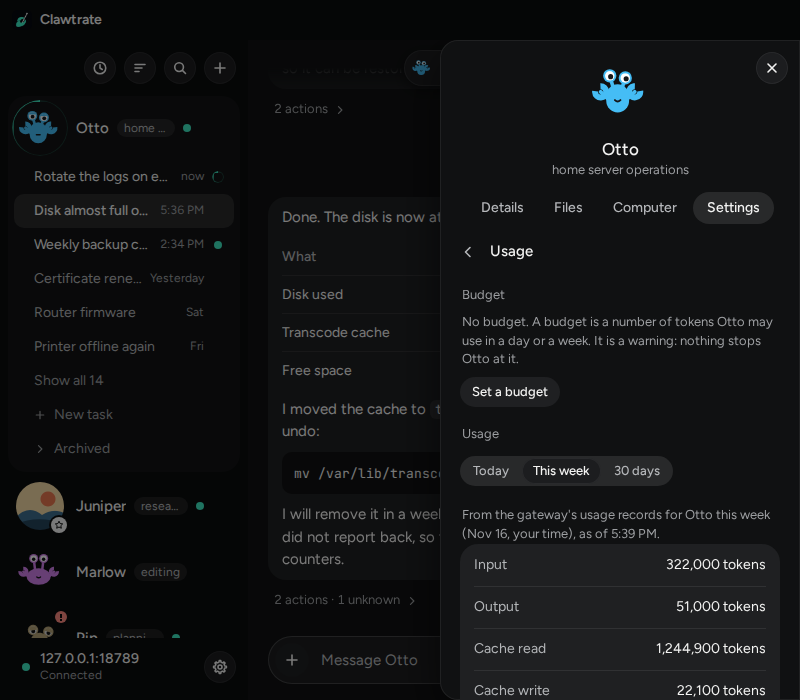 Clawtrate
Otto
home ...
Rotate the logs on e...
now
Disk almost full o...
5:36 PM
Weekly backup c...
2:34 PM
Certificate rene...
Yesterday
Router firmware
Sat
Printer offline again
Fri
Show all 14
New task
Archived
Juniper
resea...
Marlow
editing
Pip
planni...
127.0.0.1:18789
Connected
2 actions
Done. The disk is now at
What
Disk used
Transcode cache
Free space
I moved the cache to
undo:
mv /var/lib/transc
I will remove it in a week
did not report back, so
counters.
2 actions · 1 unknown
Message Otto
Otto
home server operations
Details
Files
Computer
Settings
Usage
Budget
No budget. A budget is a number of tokens Otto may
use in a day or a week. It is a warning: nothing stops
Otto at it.
Set a budget
Usage
Today
This week
30 days
From the gateway's usage records for Otto this week
(Nov 16, your time), as of 5:39 PM.
Input
322,000 tokens
Output
51,000 tokens
Cache read
1,244,900 tokens
Cache write
22,100 tokens